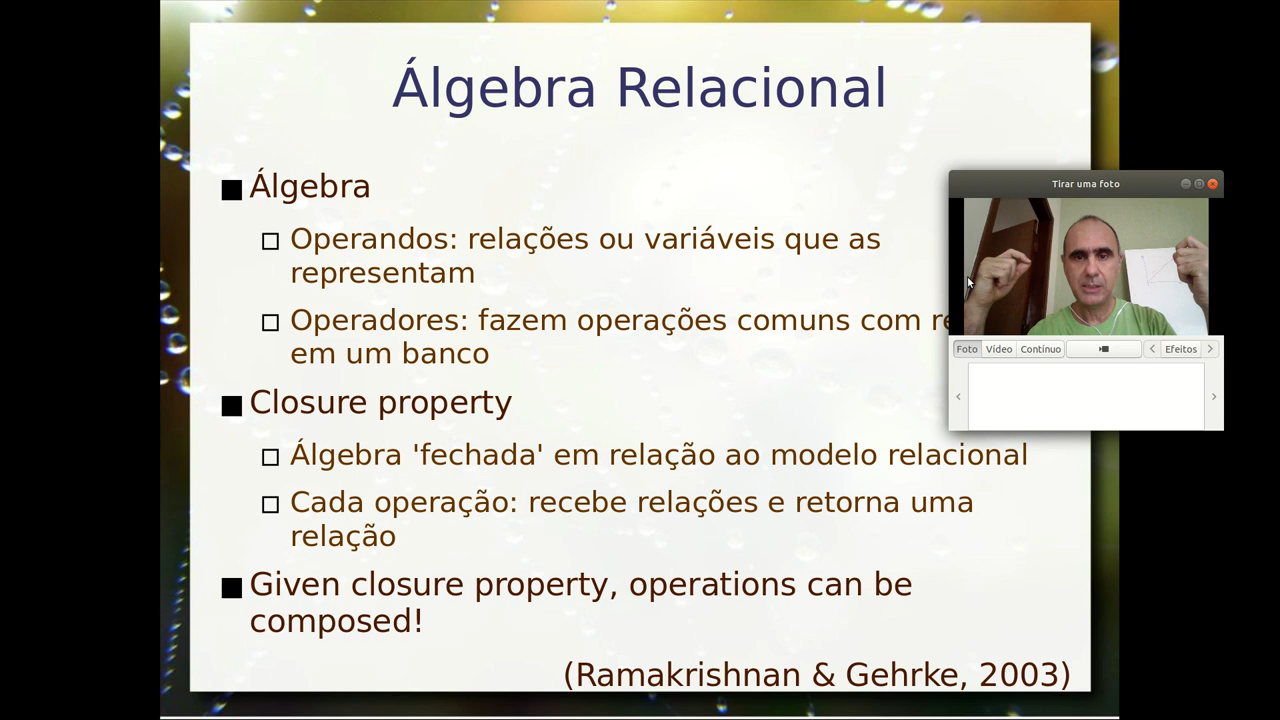 Álgebra Relacional
Álgebra
Operandos: relações ou variáveis que as
representam
Operadores: fazem operações comuns com
em um banco
Closure property
Álgebra 'fechada' em relação ao modelo relacional
Cada operação: recebe relações e retorna uma
relação
Given closure property, operations can be
composed!
(Ramakrishnan & Gehrke, 2003)
Tirar uma foto
Foto Vídeo Contínuo Efeitos